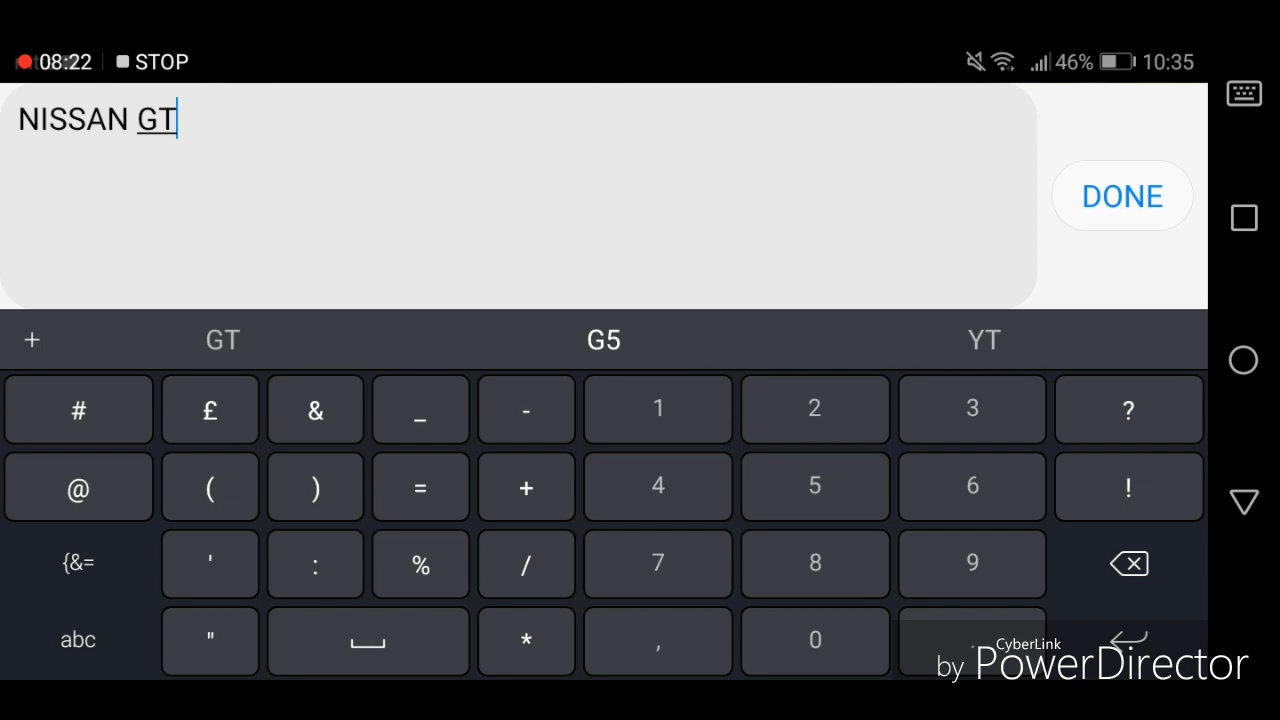 08:22 STOP 46% 10:35
NISSAN GT
DONE
+ GT G5 YT
# £ & _ - 1 2 3 ?
@ ( ) = + 4 5 6 !
{&= ' : % / 7 8 9
abc " * , 0 .
CyberLink
by PowerDirector